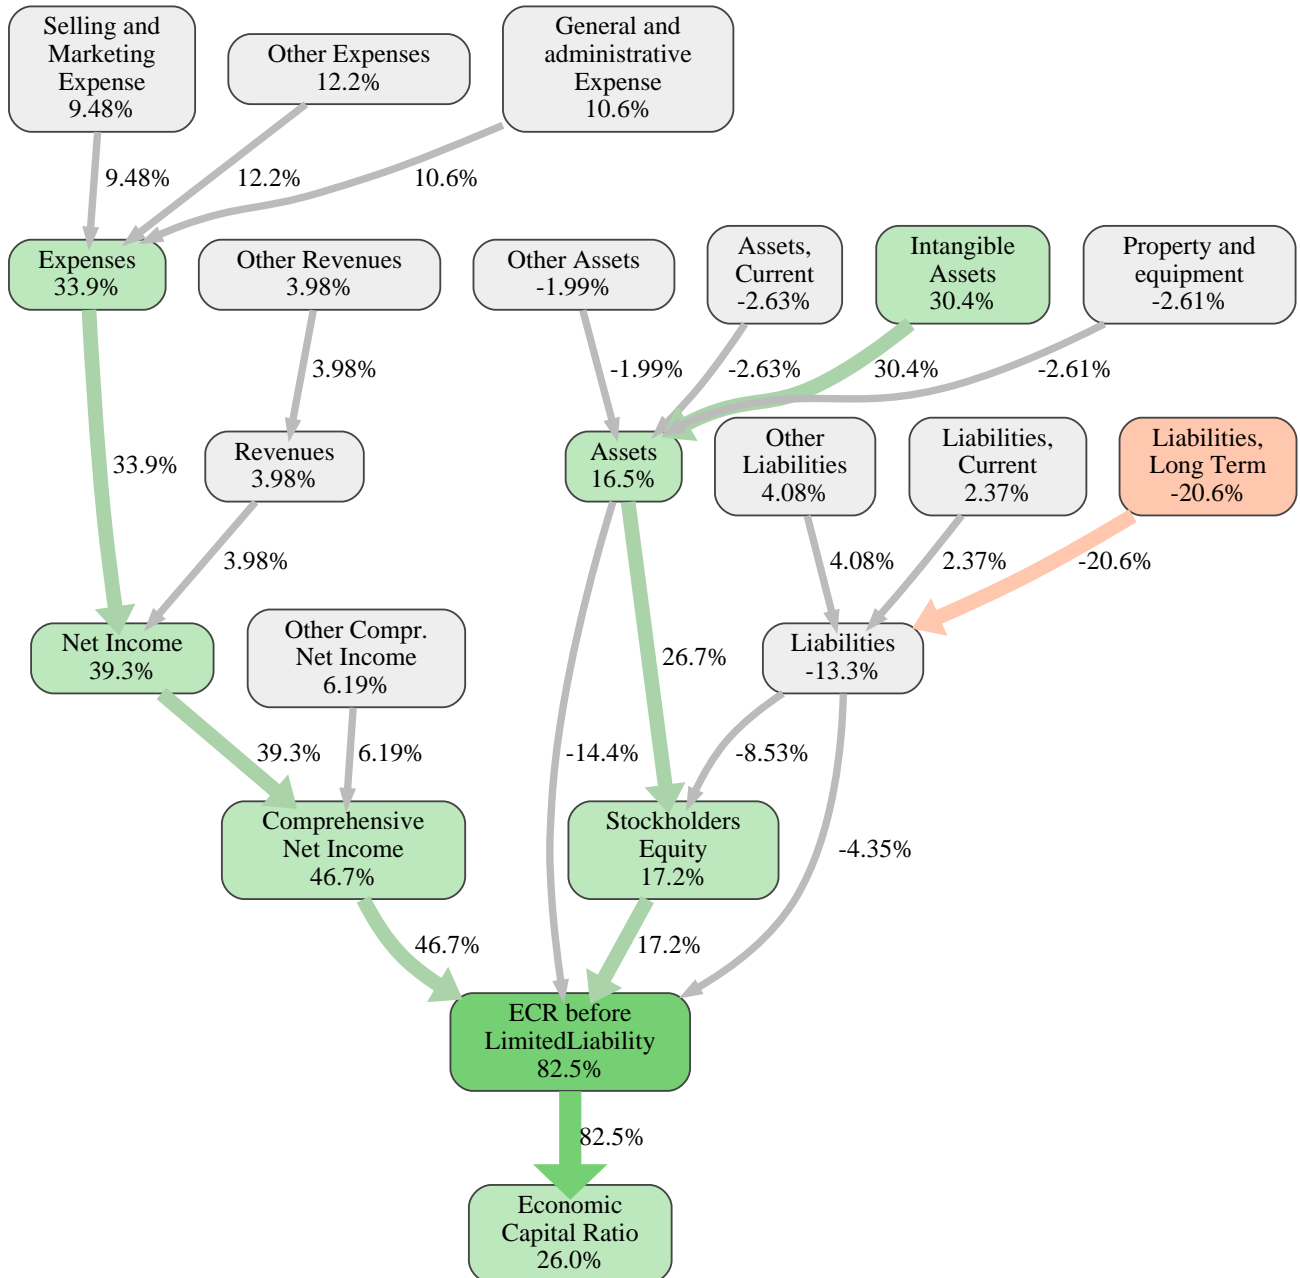 Selling and
Marketing
Expense
9.48%
Other Expenses
12.2%
General and
administrative
Expense
10.6%
9.48%
12.2%
10.6%
Expenses
33.9%
Other Revenues
3.98%
Other Assets
-1.99%
Assets,
Current
-2.63%
Intangible
Assets
30.4%
Property and
equipment
-2.61%
3.98%
-1.99%
-2.63%
30.4%
-2.61%
33.9%
Revenues
3.98%
Assets
16.5%
Other
Liabilities
4.08%
Liabilities,
Current
2.37%
Liabilities,
Long Term
-20.6%
3.98%
4.08%
2.37%
-20.6%
Net Income
39.3%
Other Compr.
Net Income
6.19%
26.7%
Liabilities
-13.3%
39.3%
6.19%
-14.4%
-8.53%
Comprehensive
Net Income
46.7%
Stockholders
Equity
17.2%
-4.35%
46.7%
17.2%
ECR before
LimitedLiability
82.5%
82.5%
Economic
Capital Ratio
26.0%